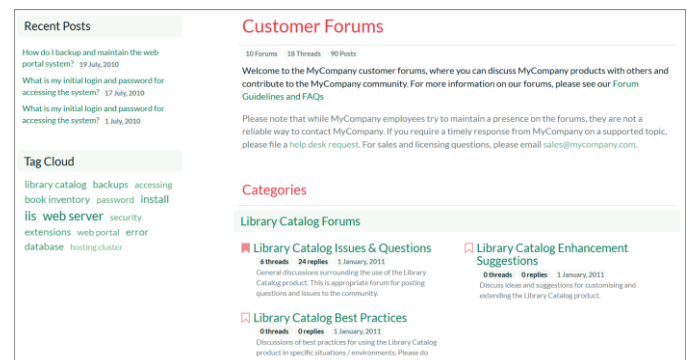 Recent Posts
How do I backup and maintain the web
portal system? 19 July, 2010
What is my initial login and password for
accessing the system? 17 July, 2010
What is my initial login and password for
accessing the system? 1 July, 2010
Tag Cloud
library catalog backups accessing
book inventory password install
iis web server security
extensions web portal error
database hosting cluster
Customer Forums
10 Forums 18 Threads 90 Posts
Welcome to the MyCompany customer forums, where you can discuss MyCompany products with others and
contribute to the MyCompany community. For more information on our forums, please see our Forum
Guidelines and FAQs
Please note that while MyCompany employees try to maintain a presence on the forums, they are not a
reliable way to contact MyCompany. If you require a timely response from MyCompany on a supported topic,
please file a help desk request. For sales and licensing questions, please email sales@mycompany.com.
Categories
Library Catalog Forums
Library Catalog Issues & Questions
6 threads 24 replies 1 January, 2011
General discussions surrounding the use of the Library
Catalog product. This is appropriate forum for posting
questions and issues to the community.
Library Catalog Enhancement
Suggestions
0 threads 0 replies 1 January, 2011
Discuss ideas and suggestions for customising and
extending the Library Catalog product.
Library Catalog Best Practices
0 threads 0 replies 1 January, 2011
Discussions of best practices for using the Library Catalog
product in specific situations / environments. Please do